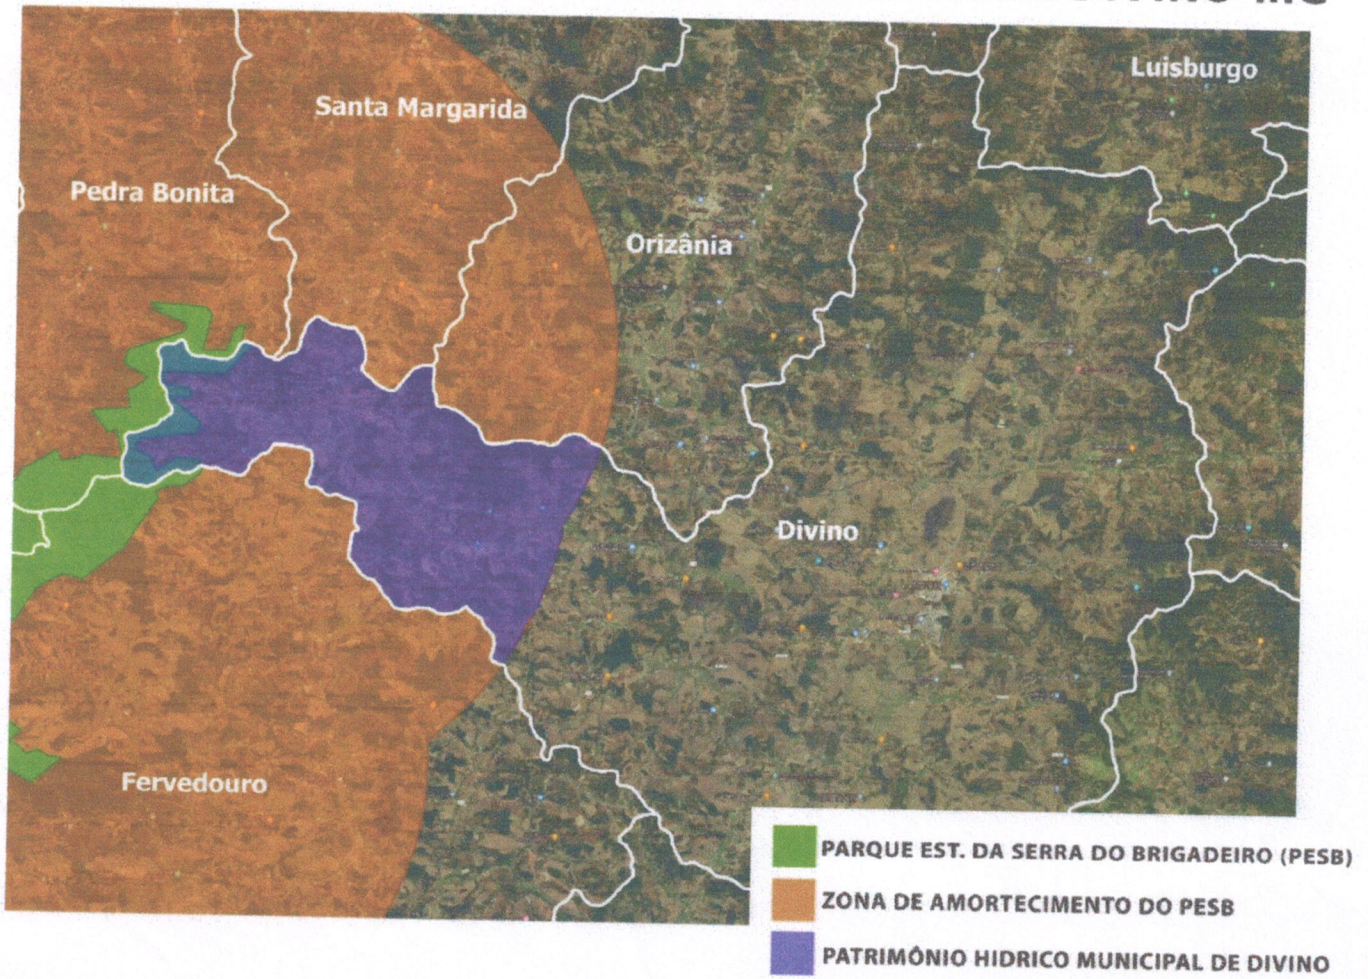 Luisburgo
Santa Margarida
Pedra Bonita
Orizânia
Divino
Fervedouro
PARQUE EST. DA SERRA DO BRIGADEIRO (PESB)
ZONA DE AMORTECIMENTO DO PESB
PATRIMÔNIO HIDRICO MUNICIPAL DE DIVINO